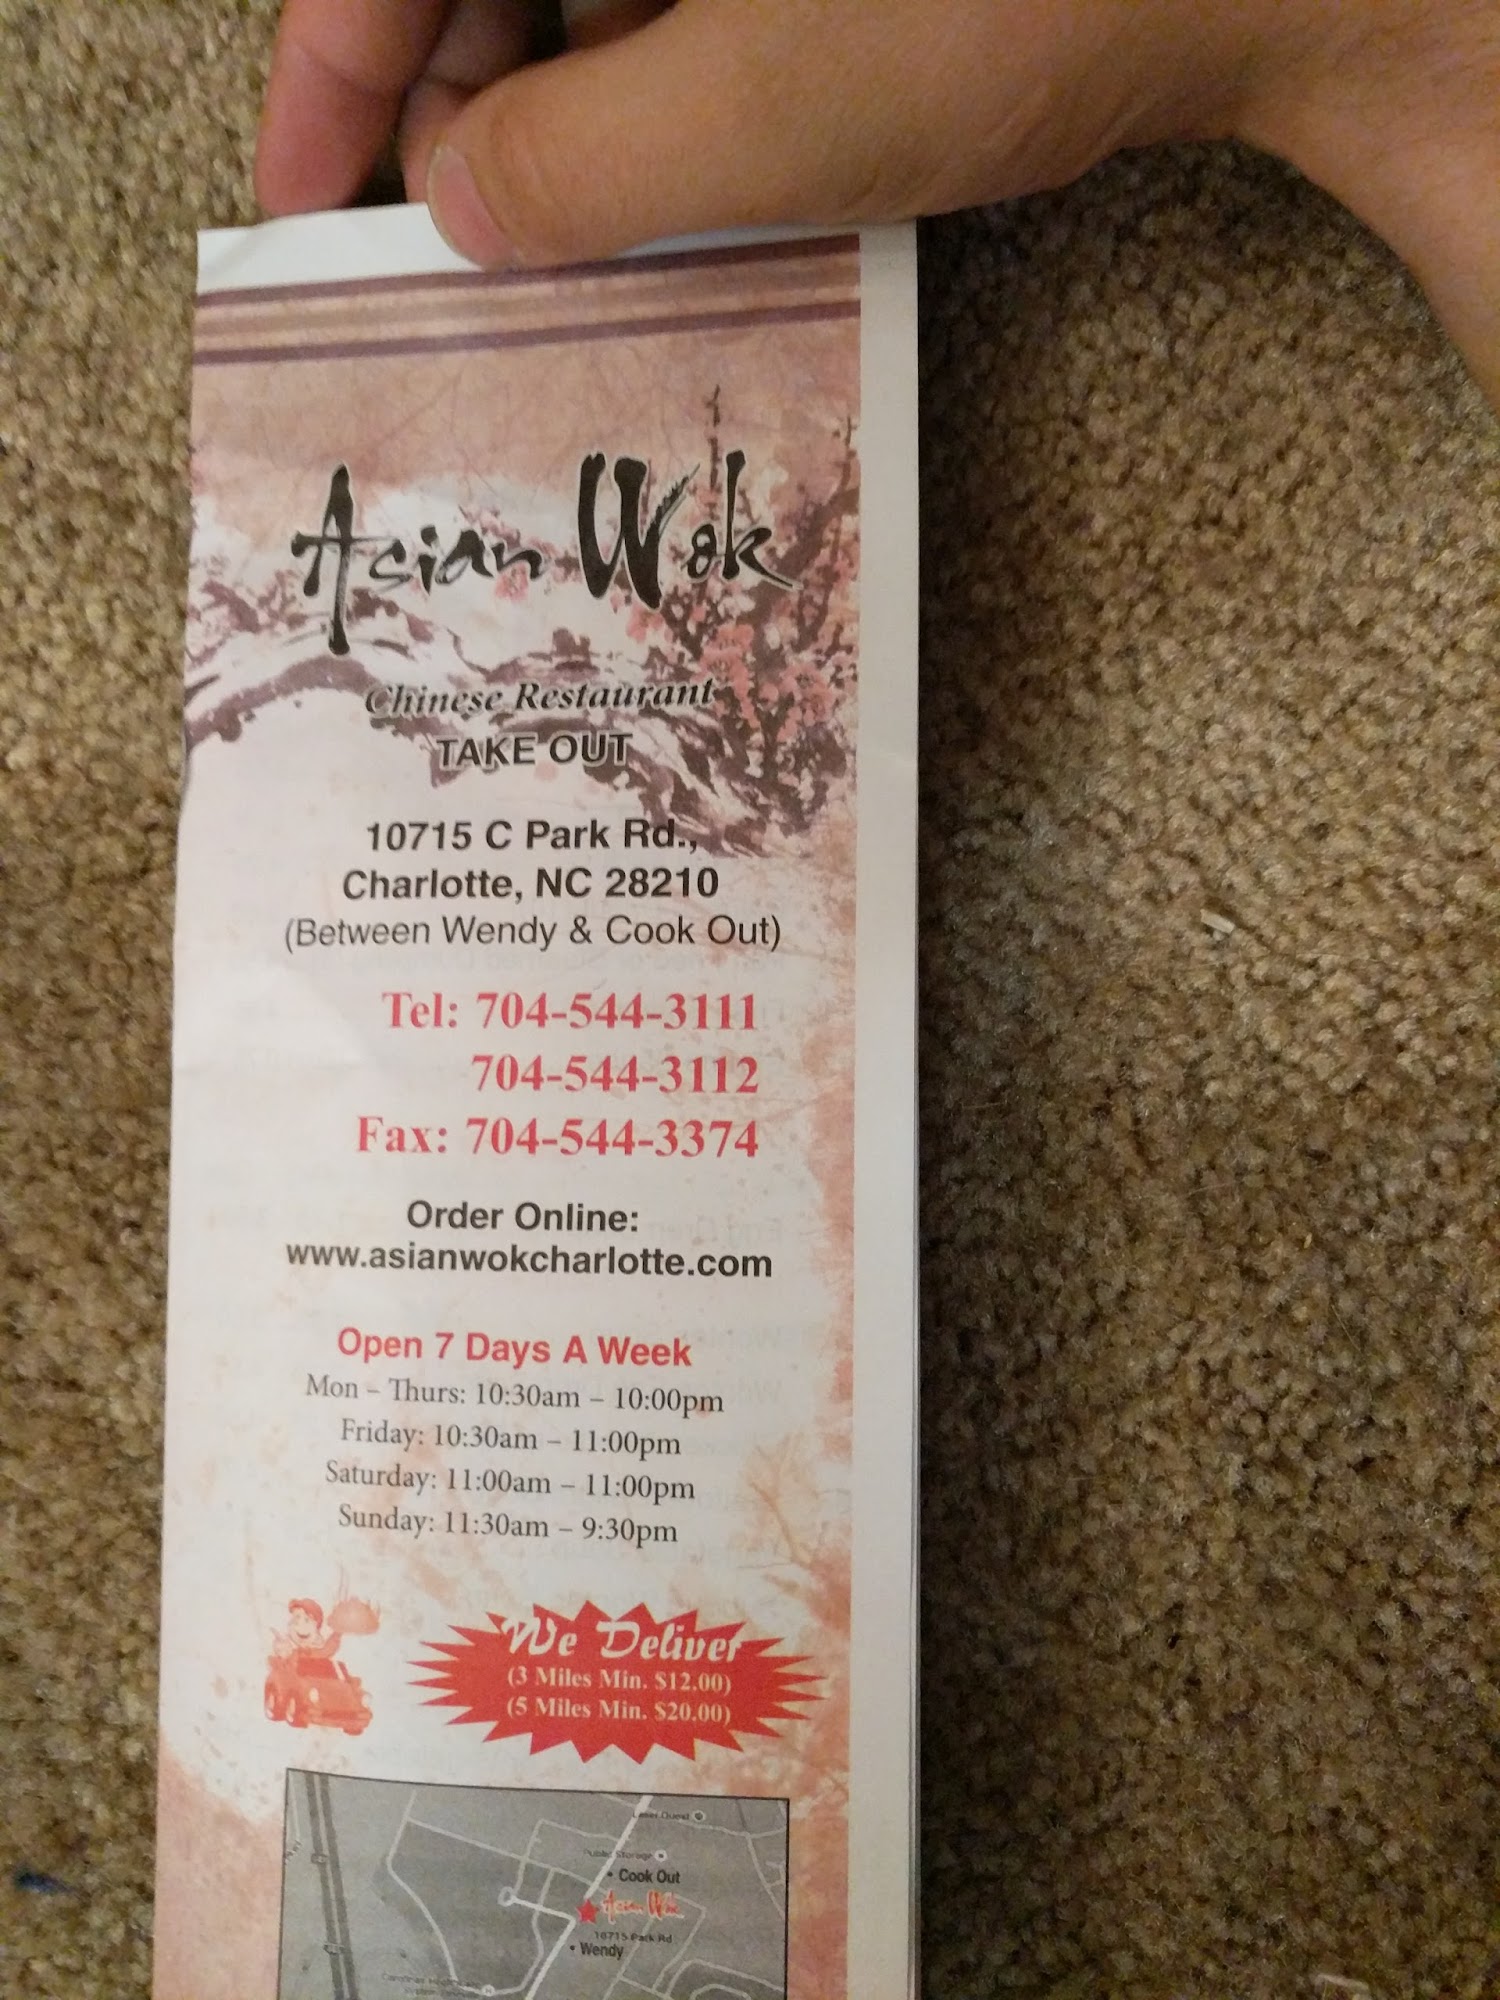 Asian Wok
Chinese Restaurant
TAKE OUT
10715 C Park Rd.,
Charlotte, NC 28210
(Between Wendy & Cook Out)
Tel: 704-544-3111
704-544-3112
Fax: 704-544-3374
Order Online:
www.asianwokcharlotte.com
Open 7 Days A Week
Mon – Thurs: 10:30am – 10:00pm
Friday: 10:30am – 11:00pm
Saturday: 11:00am – 11:00pm
Sunday: 11:30am – 9:30pm
We Deliver
(3 Miles Min. $12.00)
(5 Miles Min. $20.00)
Laser Quest
Public Storage
• Cook Out
Asian Wok
10715 Park Rd
• Wendy